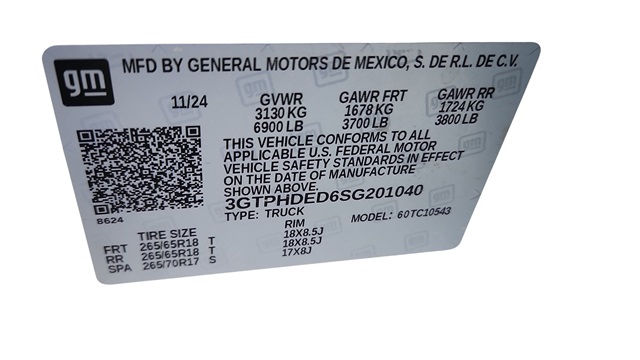 gm
MFD BY GENERAL MOTORS DE MEXICO, S. DE R.L. DE C.V.
11/24 GVWR GAWR FRT GAWR RR
3130 KG 1678 KG 1724 KG
6900 LB 3700 LB 3800 LB
THIS VEHICLE CONFORMS TO ALL
APPLICABLE U.S. FEDERAL MOTOR
VEHICLE SAFETY STANDARDS IN EFFECT
ON THE DATE OF MANUFACTURE
SHOWN ABOVE.
3GTPHDED6SG201040
8624 TYPE: TRUCK MODEL: 60TC10543
TIRE SIZE RIM
FRT 265/65R18 T 18X8.5J
RR 265/65R18 T 18X8.5J
SPA 265/70R17 S 17X8J